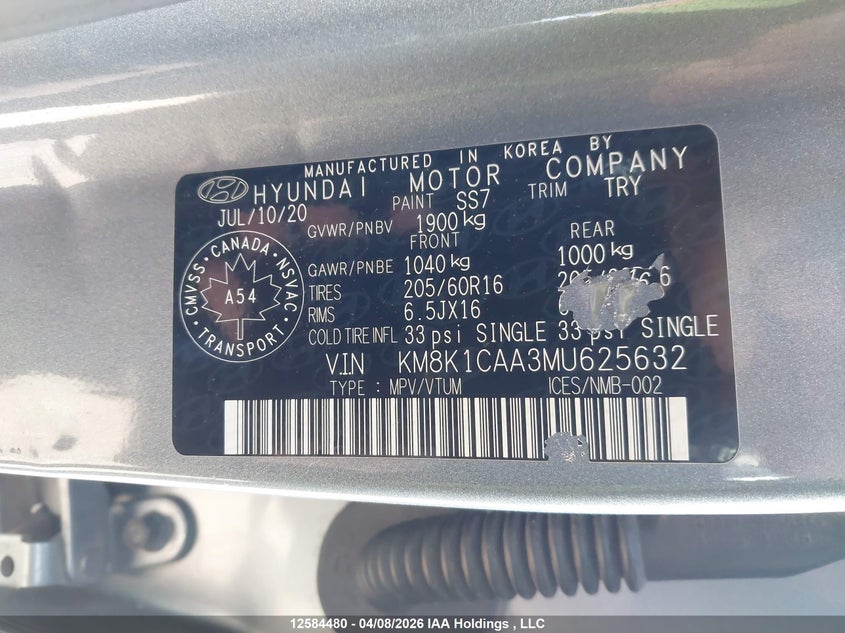 MANUFACTURED IN KOREA BY
HYUNDAI MOTOR COMPANY
JUL/10/20 PAINT SS7 TRIM TRY
GVWR/PNBV 1900 kg
FRONT REAR
GAWR/PNBE 1040 kg 1000 kg
TIRES 205/60R16
RIMS 6.5JX16
COLD TIRE INFL 33 psi SINGLE 33 psi SINGLE
CANADA
CMVSS NSVAC
A54
TRANSPORT
V.I.N KM8K1CAA3MU625632
TYPE : MPV/VTUM ICES/NMB-002
12584480 - 04/08/2026 IAA Holdings , LLC